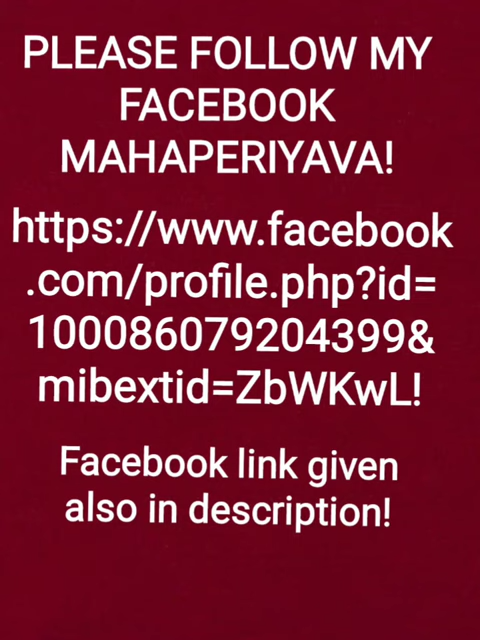 PLEASE FOLLOW MY
FACEBOOK
MAHAPERIYAVA!
https://www.facebook
.com/profile.php?id=
100086079204399&
mibextid=ZbWKwL!
Facebook link given
also in description!